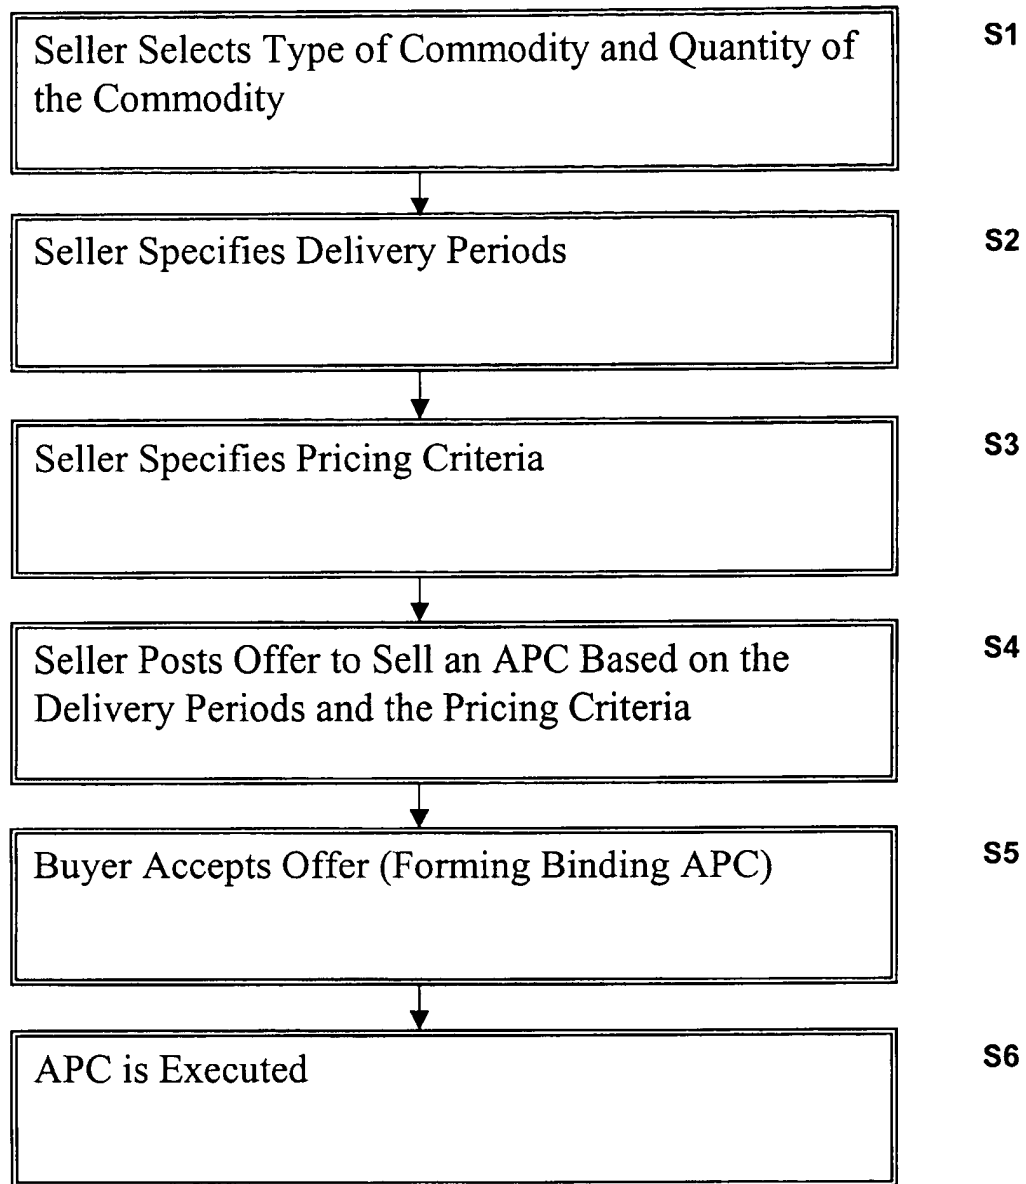 Seller Selects Type of Commodity and Quantity of
the Commodity
S1
Seller Specifies Delivery Periods
S2
Seller Specifies Pricing Criteria
S3
Seller Posts Offer to Sell an APC Based on the
Delivery Periods and the Pricing Criteria
S4
Buyer Accepts Offer (Forming Binding APC)
S5
APC is Executed
S6